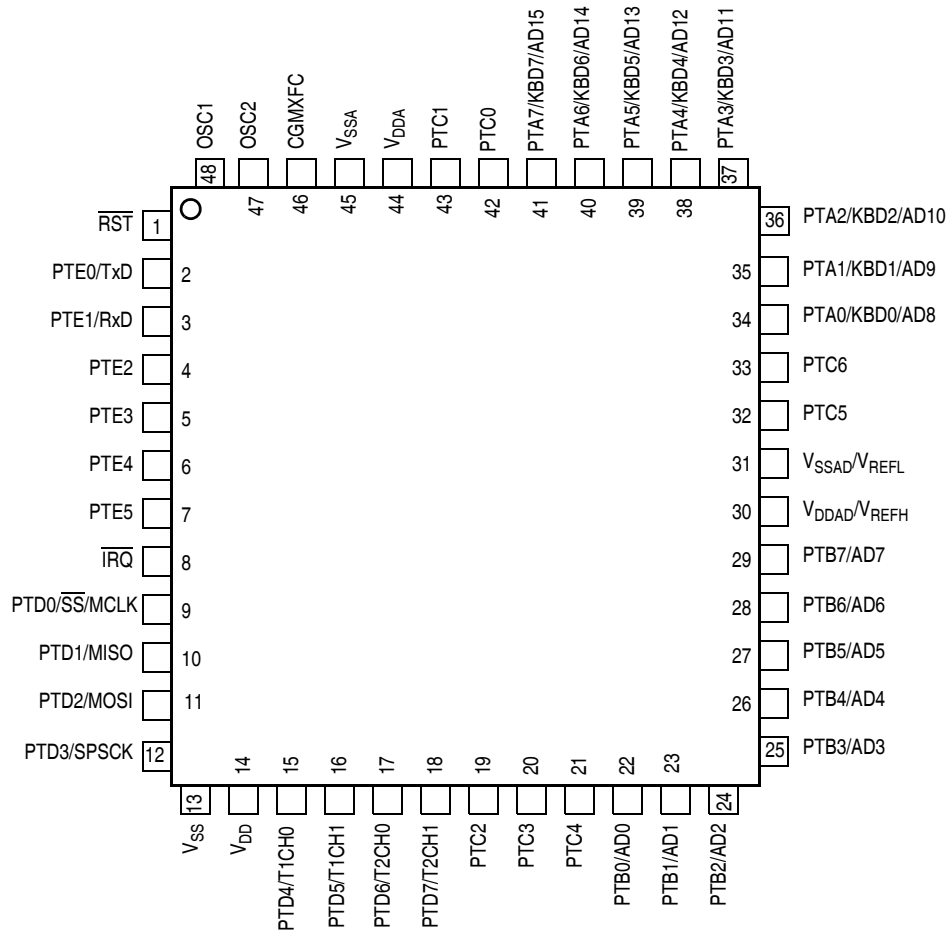 OSC1
OSC2
CGMXFC
VSSA
VDDA
PTC1
PTC0
PTA7/KBD7/AD15
PTA6/KBD6/AD14
PTA5/KBD5/AD13
PTA4/KBD4/AD12
PTA3/KBD3/AD11
48
47
46
45
44
43
42
41
40
39
38
37
RST 1
PTE0/TxD 2
PTE1/RxD 3
PTE2 4
PTE3 5
PTE4 6
PTE5 7
IRQ 8
PTD0/SS/MCLK 9
PTD1/MISO 10
PTD2/MOSI 11
PTD3/SPSCK 12
36 PTA2/KBD2/AD10
35 PTA1/KBD1/AD9
34 PTA0/KBD0/AD8
33 PTC6
32 PTC5
31 VSSAD/VREFL
30 VDDAD/VREFH
29 PTB7/AD7
28 PTB6/AD6
27 PTB5/AD5
26 PTB4/AD4
25 PTB3/AD3
13
14
15
16
17
18
19
20
21
22
23
24
VSS
VDD
PTD4/T1CH0
PTD5/T1CH1
PTD6/T2CH0
PTD7/T2CH1
PTC2
PTC3
PTC4
PTB0/AD0
PTB1/AD1
PTB2/AD2